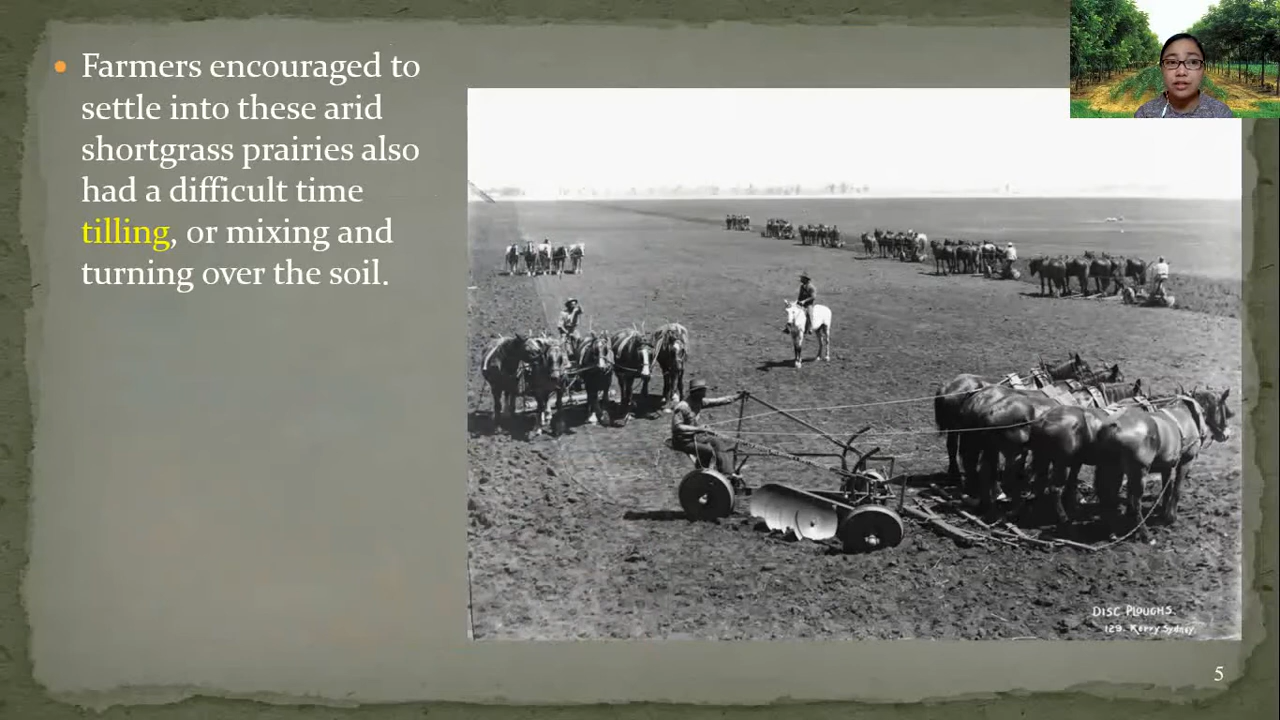 Farmers encouraged to
settle into these arid
shortgrass prairies also
had a difficult time
tilling, or mixing and
turning over the soil.
DISC PLOUGHS.
129. Kerry Sydney.
5